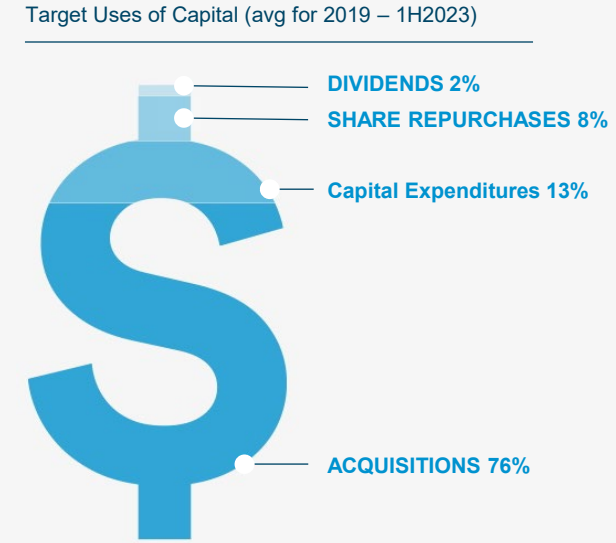 Target Uses of Capital (avg for 2019 – 1H2023)
DIVIDENDS 2%
SHARE REPURCHASES 8%
Capital Expenditures 13%
ACQUISITIONS 76%